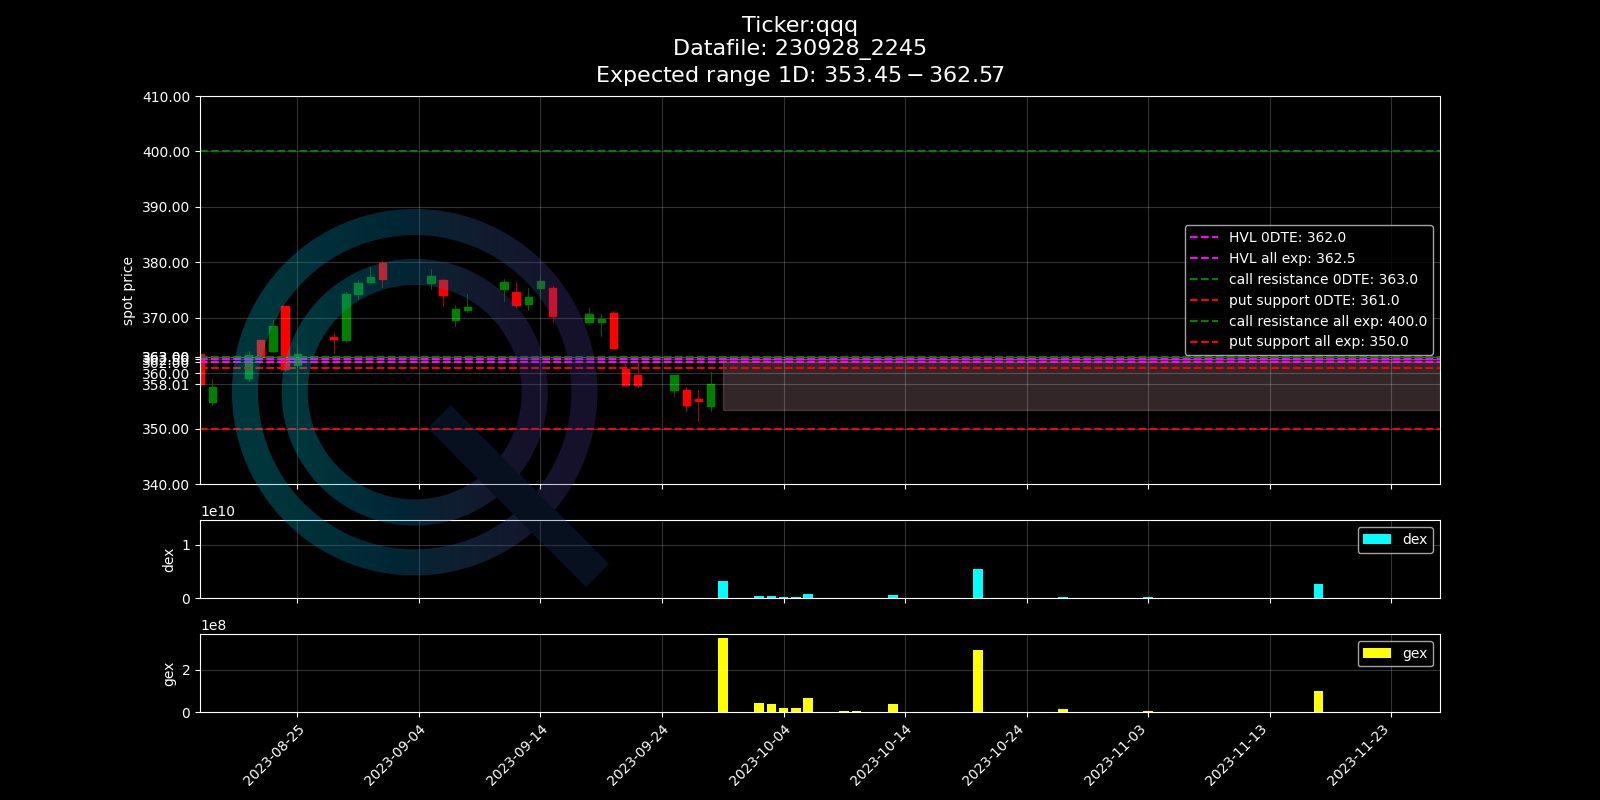 Ticker:qqq
Datafile: 230928_2245
Expected range 1D: 353.45 − 362.57
410.00
400.00
390.00
380.00
370.00
363.00
360.00
358.01
350.00
340.00
spot price
HVL 0DTE: 362.0
HVL all exp: 362.5
call resistance 0DTE: 363.0
put support 0DTE: 361.0
call resistance all exp: 400.0
put support all exp: 350.0
1e10
1
0
dex
dex
1e8
2
0
gex
gex
2023-08-25
2023-09-04
2023-09-14
2023-09-24
2023-10-04
2023-10-14
2023-10-24
2023-11-03
2023-11-13
2023-11-23